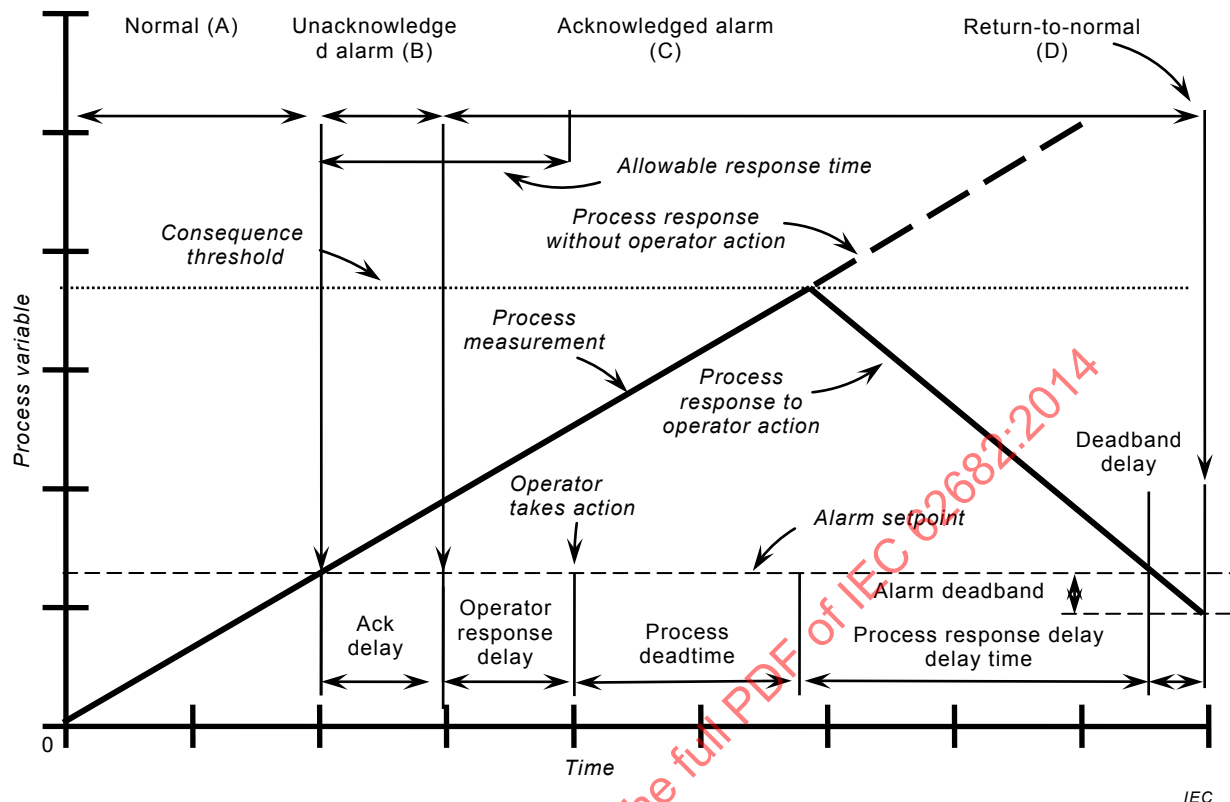 Normal (A)
Unacknowledge
d alarm (B)
Acknowledged alarm
(C)
Return-to-normal
(D)
Allowable response time
Consequence
threshold
Process response
without operator action
Process
measurement
Process
response to
operator action
Deadband
delay
Operator
takes action
Alarm setpoint
Alarm deadband
Ack
delay
Operator
response
delay
Process
deadtime
Process response delay
delay time
Process variable
0
Time
IEC
he full PDF of IEC 62682:2014